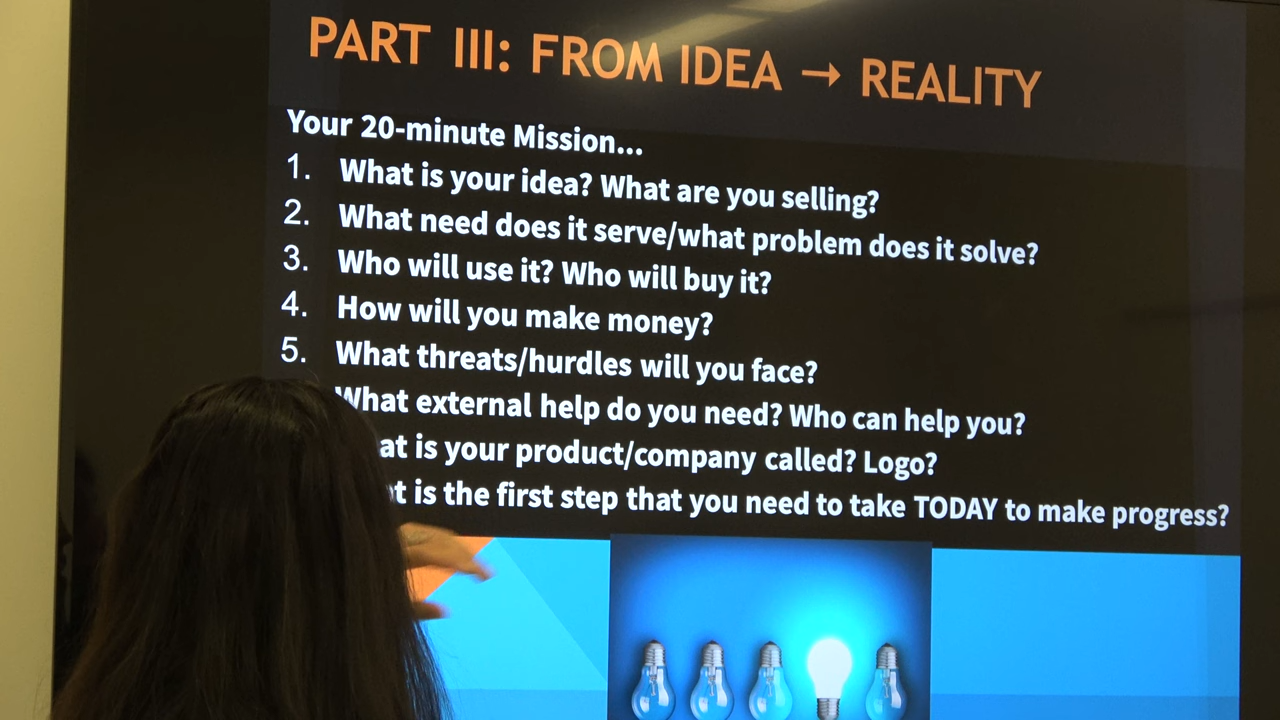 PART III: FROM IDEA → REALITY
Your 20-minute Mission...
1. What is your idea? What are you selling?
2. What need does it serve/what problem does it solve?
3. Who will use it? Who will buy it?
4. How will you make money?
5. What threats/hurdles will you face?
What external help do you need? Who can help you?
at is your product/company called? Logo?
t is the first step that you need to take TODAY to make progress?